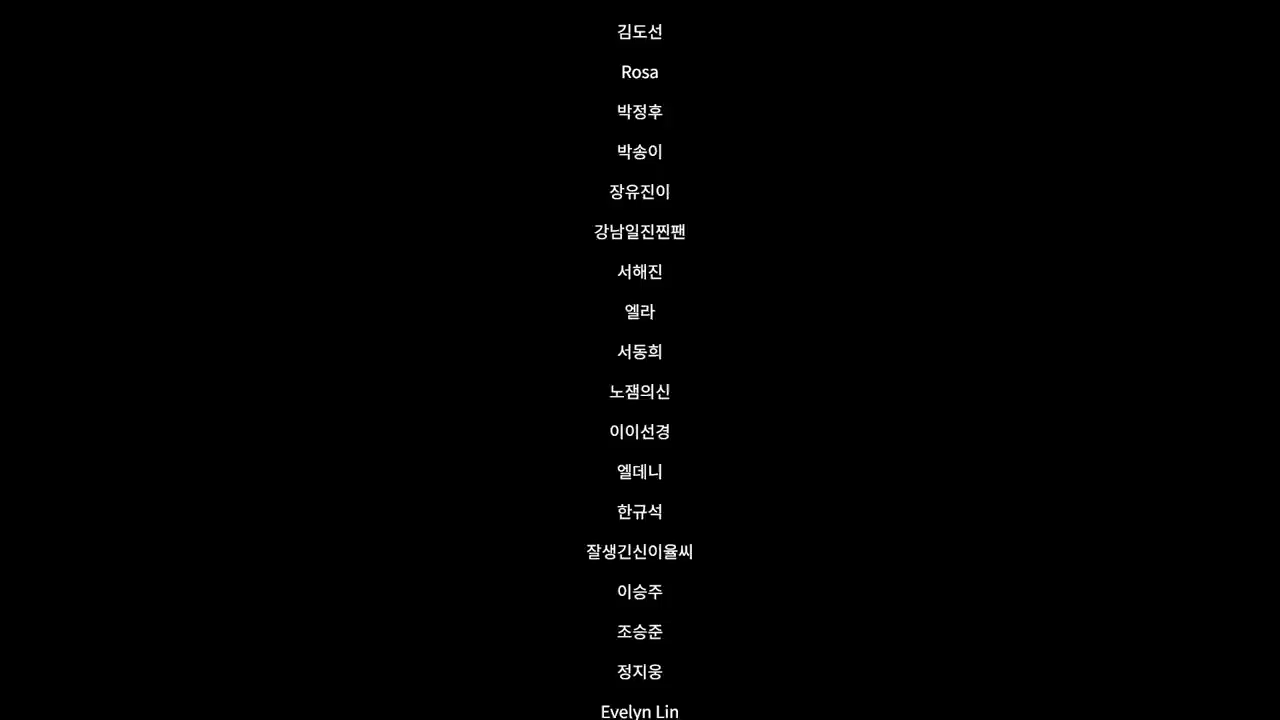 김도선
Rosa
박정후
박송이
장유진이
강남일진찐팬
서해진
엘라
서동희
노잼의신
이이선경
엘데니
한규석
잘생긴신이율씨
이승주
조승준
정지웅
Evelyn Lin